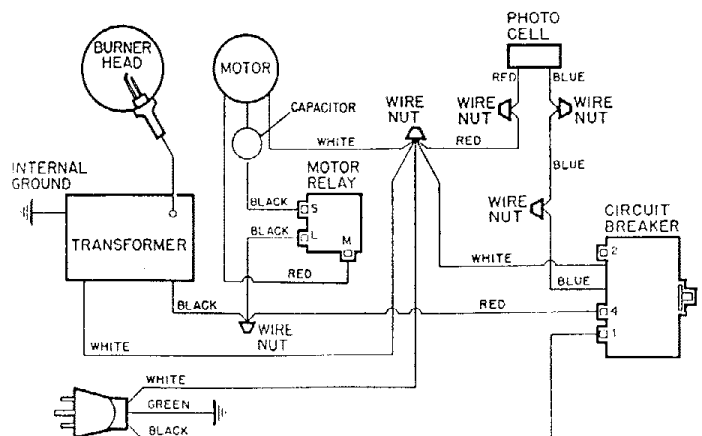 PHOTO
CELL
BURNER
HEAD
MOTOR
RED
BLUE
CAPACITOR
WIRE
NUT
WIRE
NUT
WIRE
NUT
WHITE
RED
INTERNAL
GROUND
MOTOR
RELAY
BLUE
BLACK
S
WIRE
NUT
CIRCUIT
BREAKER
TRANSFORMER
BLACK
L
M
2
WHITE
RED
BLUE
BLACK
RED
4
WIRE
NUT
1
WHITE
WHITE
GREEN
BLACK